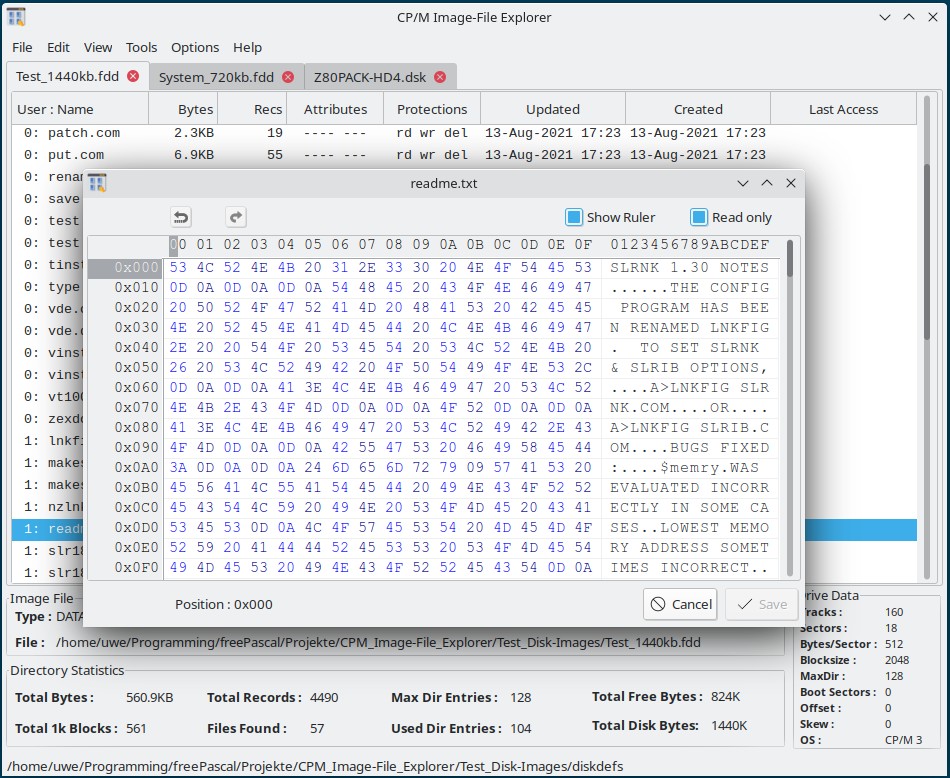 CP/M Image-File Explorer
File Edit View Tools Options Help
Test_1440kb.fdd System_720kb.fdd Z80PACK-HD4.dsk
User : Name Bytes Recs Attributes Protections Updated Created Last Access
0: patch.com 2.3KB 19 ---- --- rd wr del 13-Aug-2021 17:23 13-Aug-2021 17:23
0: put.com 6.9KB 55 ---- --- rd wr del 13-Aug-2021 17:23 13-Aug-2021 17:23
0: renam
0: save
0: test
0: test
0: tinst
0: type
0: vde.
0: vde.
0: vinst
0: vinst
0: vt100
0: zexdo
1: lnkfi
1: makes
1: makes
1: nzlnk
1: readm
1: slr18
1: slr18
readme.txt
Show Ruler Read only
00 01 02 03 04 05 06 07 08 09 0A 0B 0C 0D 0E 0F 0123456789ABCDEF
0x000 53 4C 52 4E 4B 20 31 2E 33 30 20 4E 4F 54 45 53 SLRNK 1.30 NOTES
0x010 0D 0A 0D 0A 0D 0A 54 48 45 20 43 4F 4E 46 49 47 ......THE CONFIG
0x020 20 50 52 4F 47 52 41 4D 20 48 41 53 20 42 45 45 PROGRAM HAS BEE
0x030 4E 20 52 45 4E 41 4D 45 44 20 4C 4E 4B 46 49 47 N RENAMED LNKFIG
0x040 2E 20 20 54 4F 20 53 45 54 20 53 4C 52 4E 4B 20 .  TO SET SLRNK
0x050 26 20 53 4C 52 49 42 20 4F 50 54 49 4F 4E 53 2C & SLRIB OPTIONS,
0x060 0D 0A 0D 0A 41 3E 4C 4E 4B 46 49 47 20 53 4C 52 ....A>LNKFIG SLR
0x070 4E 4B 2E 43 4F 4D 0D 0A 0D 0A 4F 52 0D 0A 0D 0A NK.COM....OR....
0x080 41 3E 4C 4E 4B 46 49 47 20 53 4C 52 49 42 2E 43 A>LNKFIG SLRIB.C
0x090 4F 4D 0D 0A 0D 0A 42 55 47 53 20 46 49 58 45 44 OM....BUGS FIXED
0x0A0 3A 0D 0A 0D 0A 24 6D 65 6D 72 79 09 57 41 53 20 :....$memry.WAS
0x0B0 45 56 41 4C 55 41 54 45 44 20 49 4E 43 4F 52 52 EVALUATED INCORR
0x0C0 45 43 54 4C 59 20 49 4E 20 53 4F 4D 45 20 43 41 ECTLY IN SOME CA
0x0D0 53 45 53 0D 0A 4C 4F 57 45 53 54 20 4D 45 4D 4F SES..LOWEST MEMO
0x0E0 52 59 20 41 44 44 52 45 53 53 20 53 4F 4D 45 54 RY ADDRESS SOMET
0x0F0 49 4D 45 53 20 49 4E 43 4F 52 52 45 43 54 0D 0A IMES INCORRECT..
Position : 0x000 Cancel Save
Image File
Type : DATA
File : /home/uwe/Programming/freePascal/Projekte/CPM_Image-File_Explorer/Test_Disk-Images/Test_1440kb.fdd
Directory Statistics
Total Bytes : 560.9KB Total Records : 4490 Max Dir Entries : 128 Total Free Bytes : 824K
Total 1k Blocks : 561 Files Found : 57 Used Dir Entries : 104 Total Disk Bytes: 1440K
Drive Data
Tracks : 160
Sectors : 18
Bytes/Sector : 512
Blocksize : 2048
MaxDir : 128
Boot Sectors : 0
Offset : 0
Skew : 0
OS : CP/M 3
/home/uwe/Programming/freePascal/Projekte/CPM_Image-File_Explorer/Test_Disk-Images/diskdefs